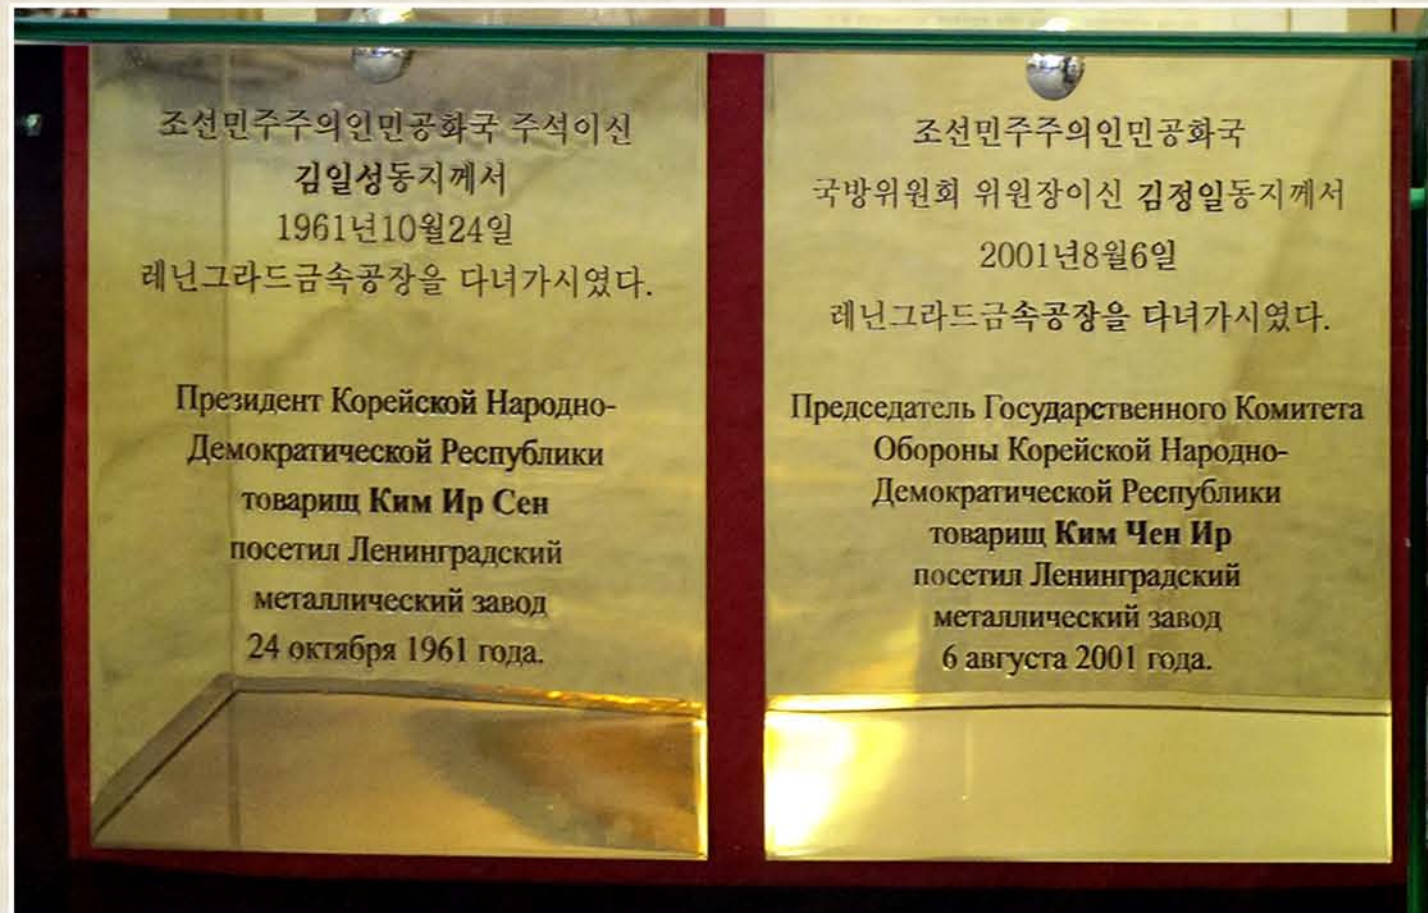 조선민주주의인민공화국 주석이신
김일성동지께서
1961년10월24일
레닌그라드금속공장을 다녀가시였다.
Президент Корейской Народно-
Демократической Республики
товарищ Ким Ир Сен
посетил Ленинградский
металлический завод
24 октября 1961 года.
조선민주주의인민공화국
국방위원회 위원장이신 김정일동지께서
2001년8월6일
레닌그라드금속공장을 다녀가시였다.
Председатель Государственного Комитета
Обороны Корейской Народно-
Демократической Республики
товарищ Ким Чен Ир
посетил Ленинградский
металлический завод
6 августа 2001 года.